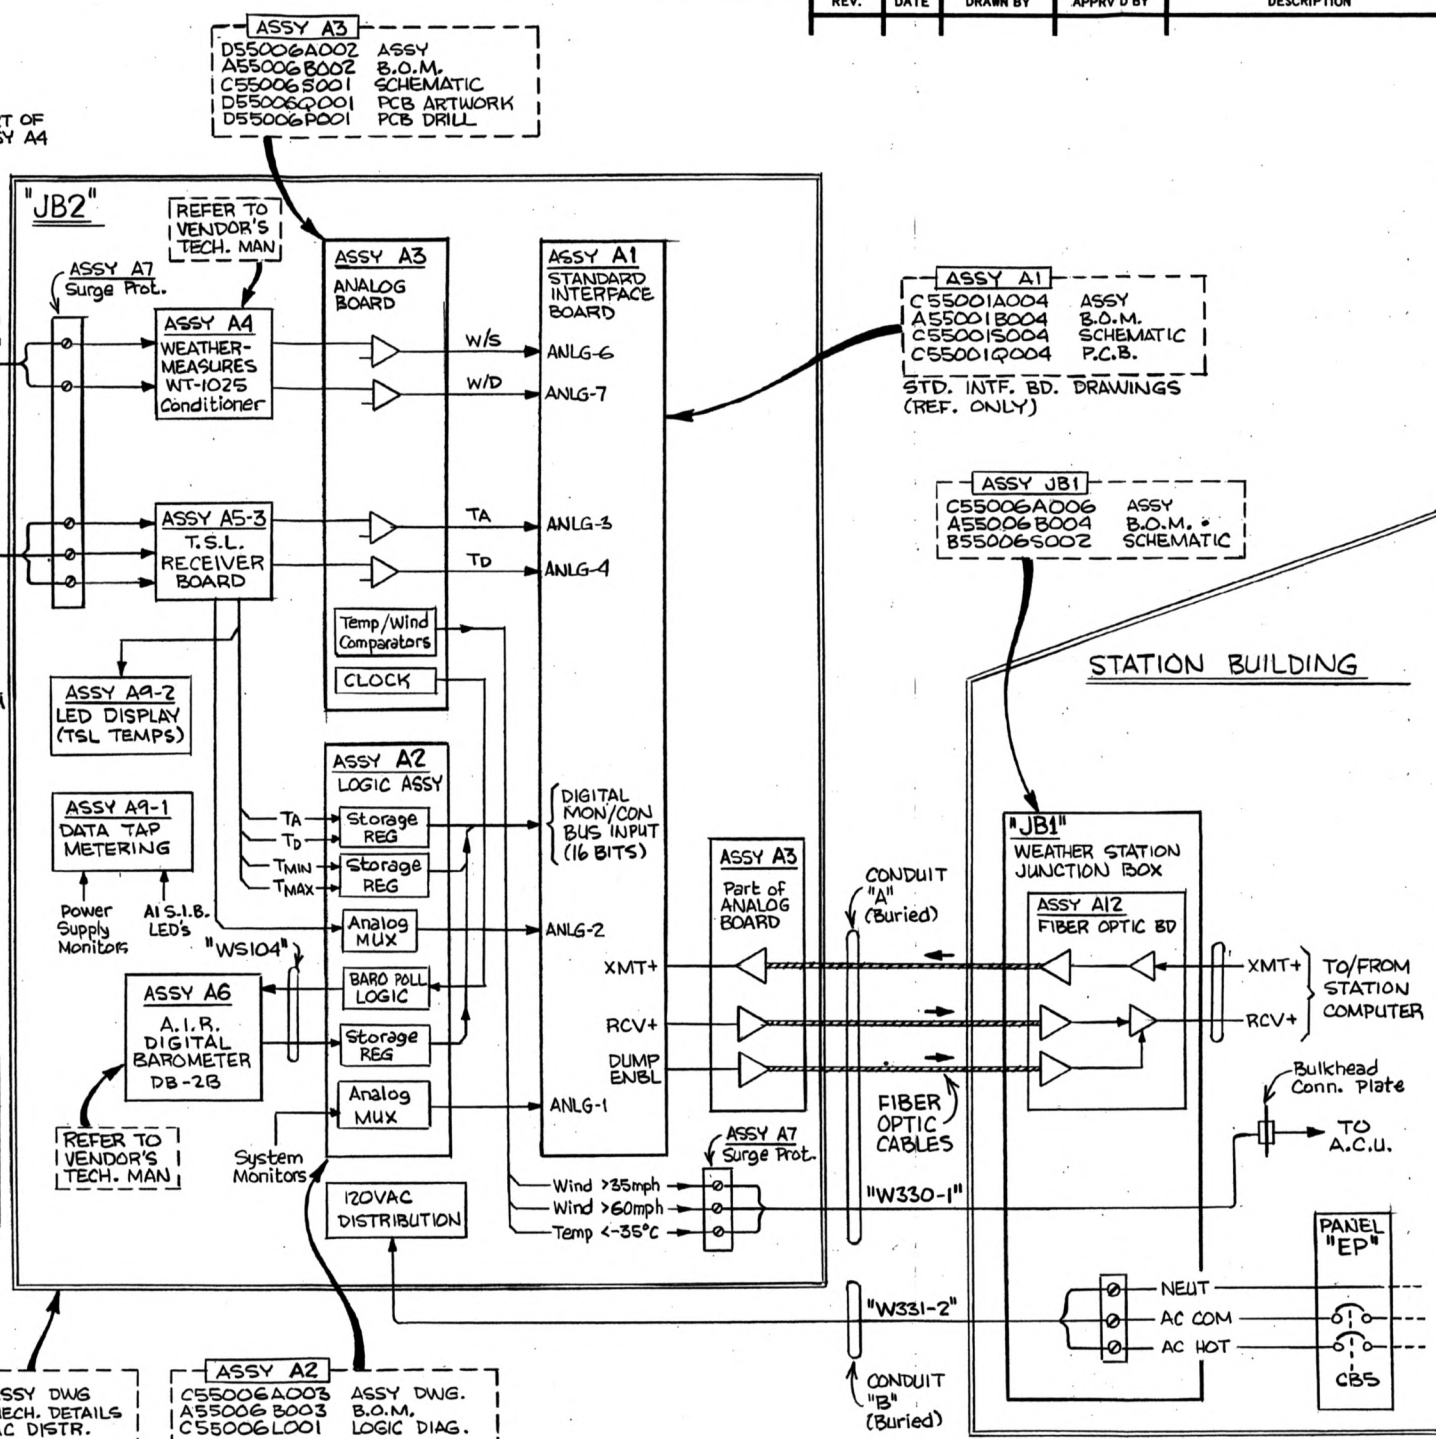 REV. DATE DRAWN BY APPRV'D BY DESCRIPTION
ASSY A3
D55006A002 ASSY
A55006B002 B.O.M.
C55006S001 SCHEMATIC
D55006Q001 PCB ARTWORK
D55006P001 PCB DRILL
"JB2"
REFER TO
VENDOR'S
TECH. MAN
ASSY A7
Surge Prot.
ASSY A4
WEATHER-
MEASURES
WT-1025
Conditioner
ASSY A3
ANALOG
BOARD
ASSY A1
STANDARD
INTERFACE
BOARD
W/S
ANLG-6
W/D
ANLG-7
ASSY A1
C55001A004 ASSY
A55001B004 B.O.M.
C55001S004 SCHEMATIC
C55001Q004 P.C.B.
STD. INTF. BD. DRAWINGS
(REF. ONLY)
ASSY JB1
C55006A006 ASSY
A55006B004 B.O.M.
B55006S002 SCHEMATIC
ASSY A5-3
T.S.L.
RECEIVER
BOARD
TA
ANLG-3
TD
ANLG-4
Temp/Wind
Comparators
CLOCK
STATION BUILDING
ASSY A9-2
LED DISPLAY
(TSL TEMPS)
ASSY A2
LOGIC ASSY
ASSY A9-1
DATA TAP
METERING
Power
Supply
Monitors
A1 S.I.B.
LED's
TA
TD
Storage
REG
TMIN
TMAX
Storage
REG
DIGITAL
MON/CON
BUS INPUT
(16 BITS)
Analog
MUX
ANLG-2
"WS104"
BARO POLL
LOGIC
ASSY A6
A.I.R.
DIGITAL
BAROMETER
DB-2B
Storage
REG
Analog
MUX
ANLG-1
REFER TO
VENDOR'S
TECH. MAN
System
Monitors
XMT+
RCV+
DUMP
ENBL
ASSY A3
Part of
ANALOG
BOARD
CONDUIT
"A"
(Buried)
FIBER
OPTIC
CABLES
"JB1"
WEATHER STATION
JUNCTION BOX
ASSY A12
FIBER OPTIC BD
XMT+
RCV+
TO/FROM
STATION
COMPUTER
Bulkhead
Conn. Plate
TO
A.C.U.
120VAC
DISTRIBUTION
Wind >35mph
Wind >60mph
Temp <-35°C
ASSY A7
Surge Prot.
"W330-1"
"W331-2"
CONDUIT
"B"
(Buried)
NEUT
AC COM
AC HOT
PANEL
"EP"
CB5
ASSY A2
C55006A003 ASSY DWG.
A55006B003 B.O.M.
C55006L001 LOGIC DIAG.
DWG
DETAILS
DISTR.